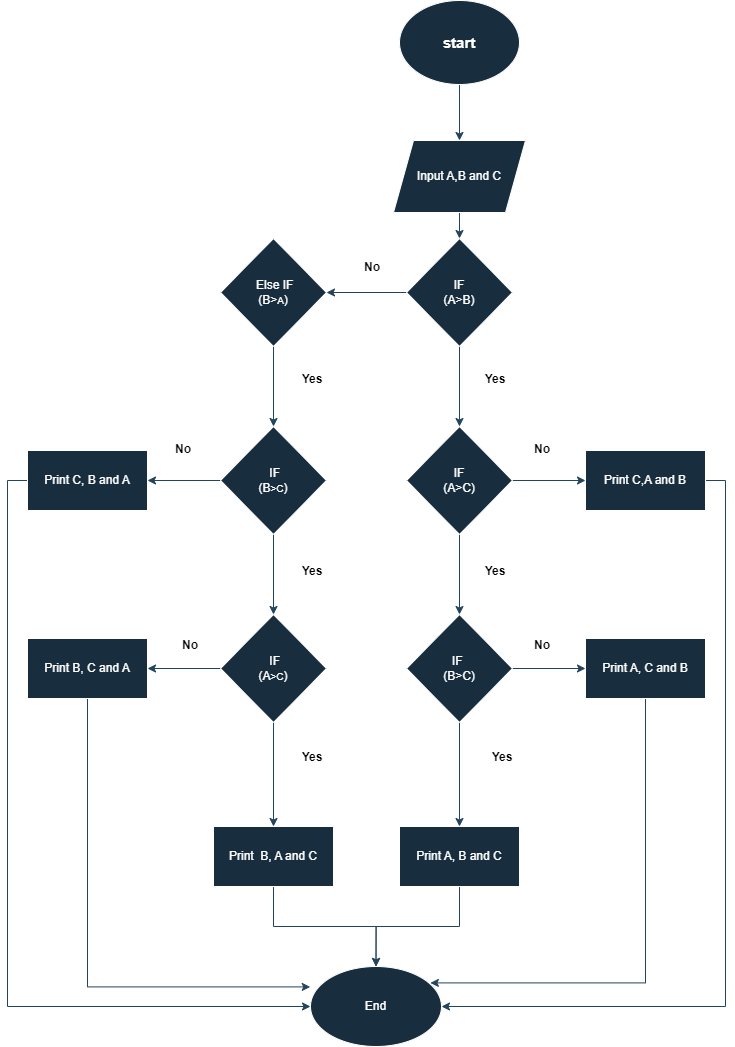 start
Input A,B and C
No
Else IF
(B>A)
IF
(A>B)
Yes
Yes
No
No
Print C, B and A
IF
(B>C)
IF
(A>C)
Print C,A and B
Yes
Yes
No
No
Print B, C and A
IF
(A>C)
IF
(B>C)
Print A, C and B
Yes
Yes
Print  B, A and C
Print A, B and C
End